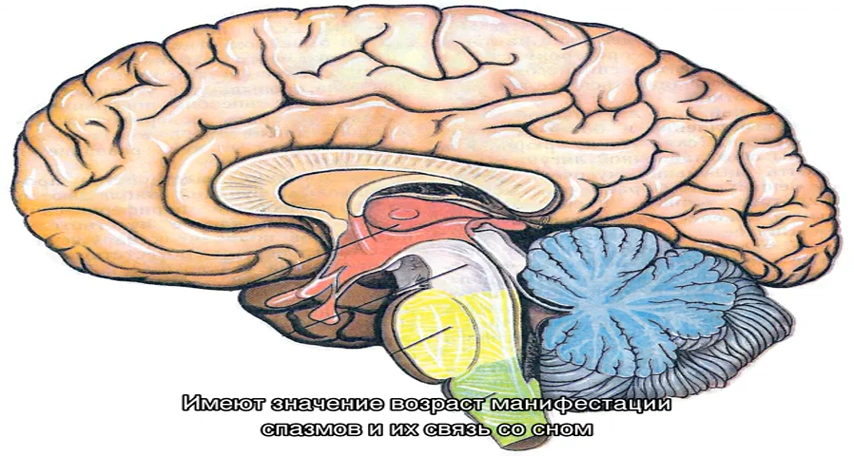 Имеют значение возраст манифестации
спазмов и их связь со сном